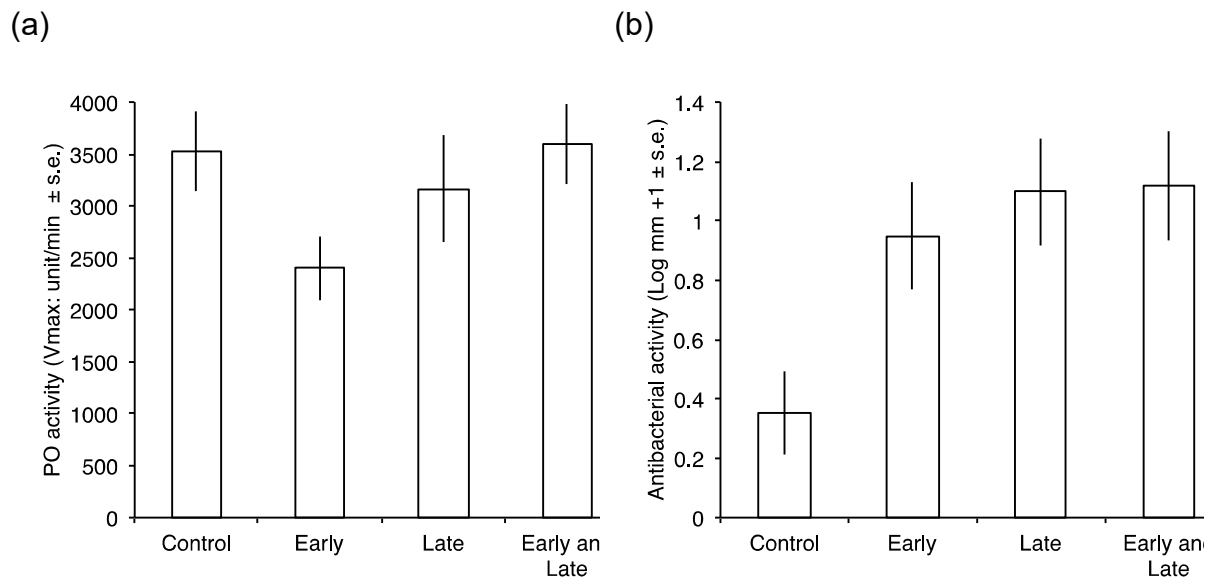 (a)
PO activity (Vmax: unit/min ± s.e.)
4000
3500
3000
2500
2000
1500
1000
500
0
Control
Early
Late
Early an
Late
(b)
Antibacterial activity (Log mm +1 ± s.e.)
1.4
1.2
1
0.8
0.6
0.4
0.2
0
Control
Early
Late
Early an
Late